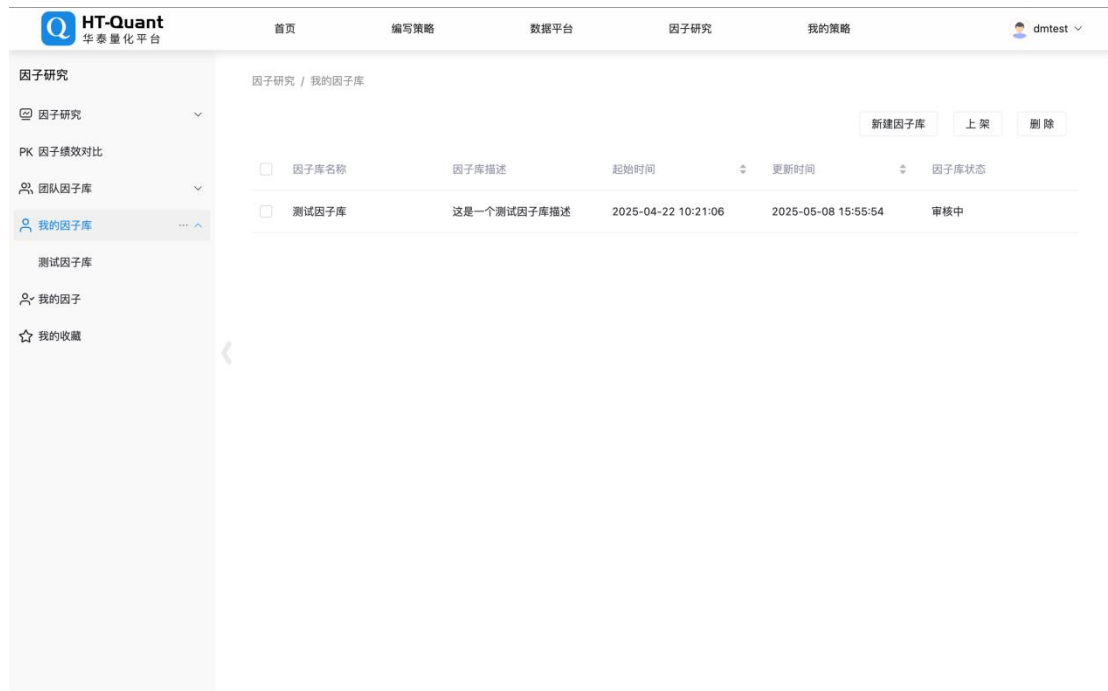 HT-Quant
华泰量化平台
首页 编写策略 数据平台 因子研究 我的策略 dmtest
因子研究
因子研究
PK 因子绩效对比
团队因子库
我的因子库 ...
测试因子库
我的因子
我的收藏
因子研究 / 我的因子库
新建因子库 上架 删除
因子库名称 因子库描述 起始时间 更新时间 因子库状态
测试因子库 这是一个测试因子库描述 2025-04-22 10:21:06 2025-05-08 15:55:54 审核中